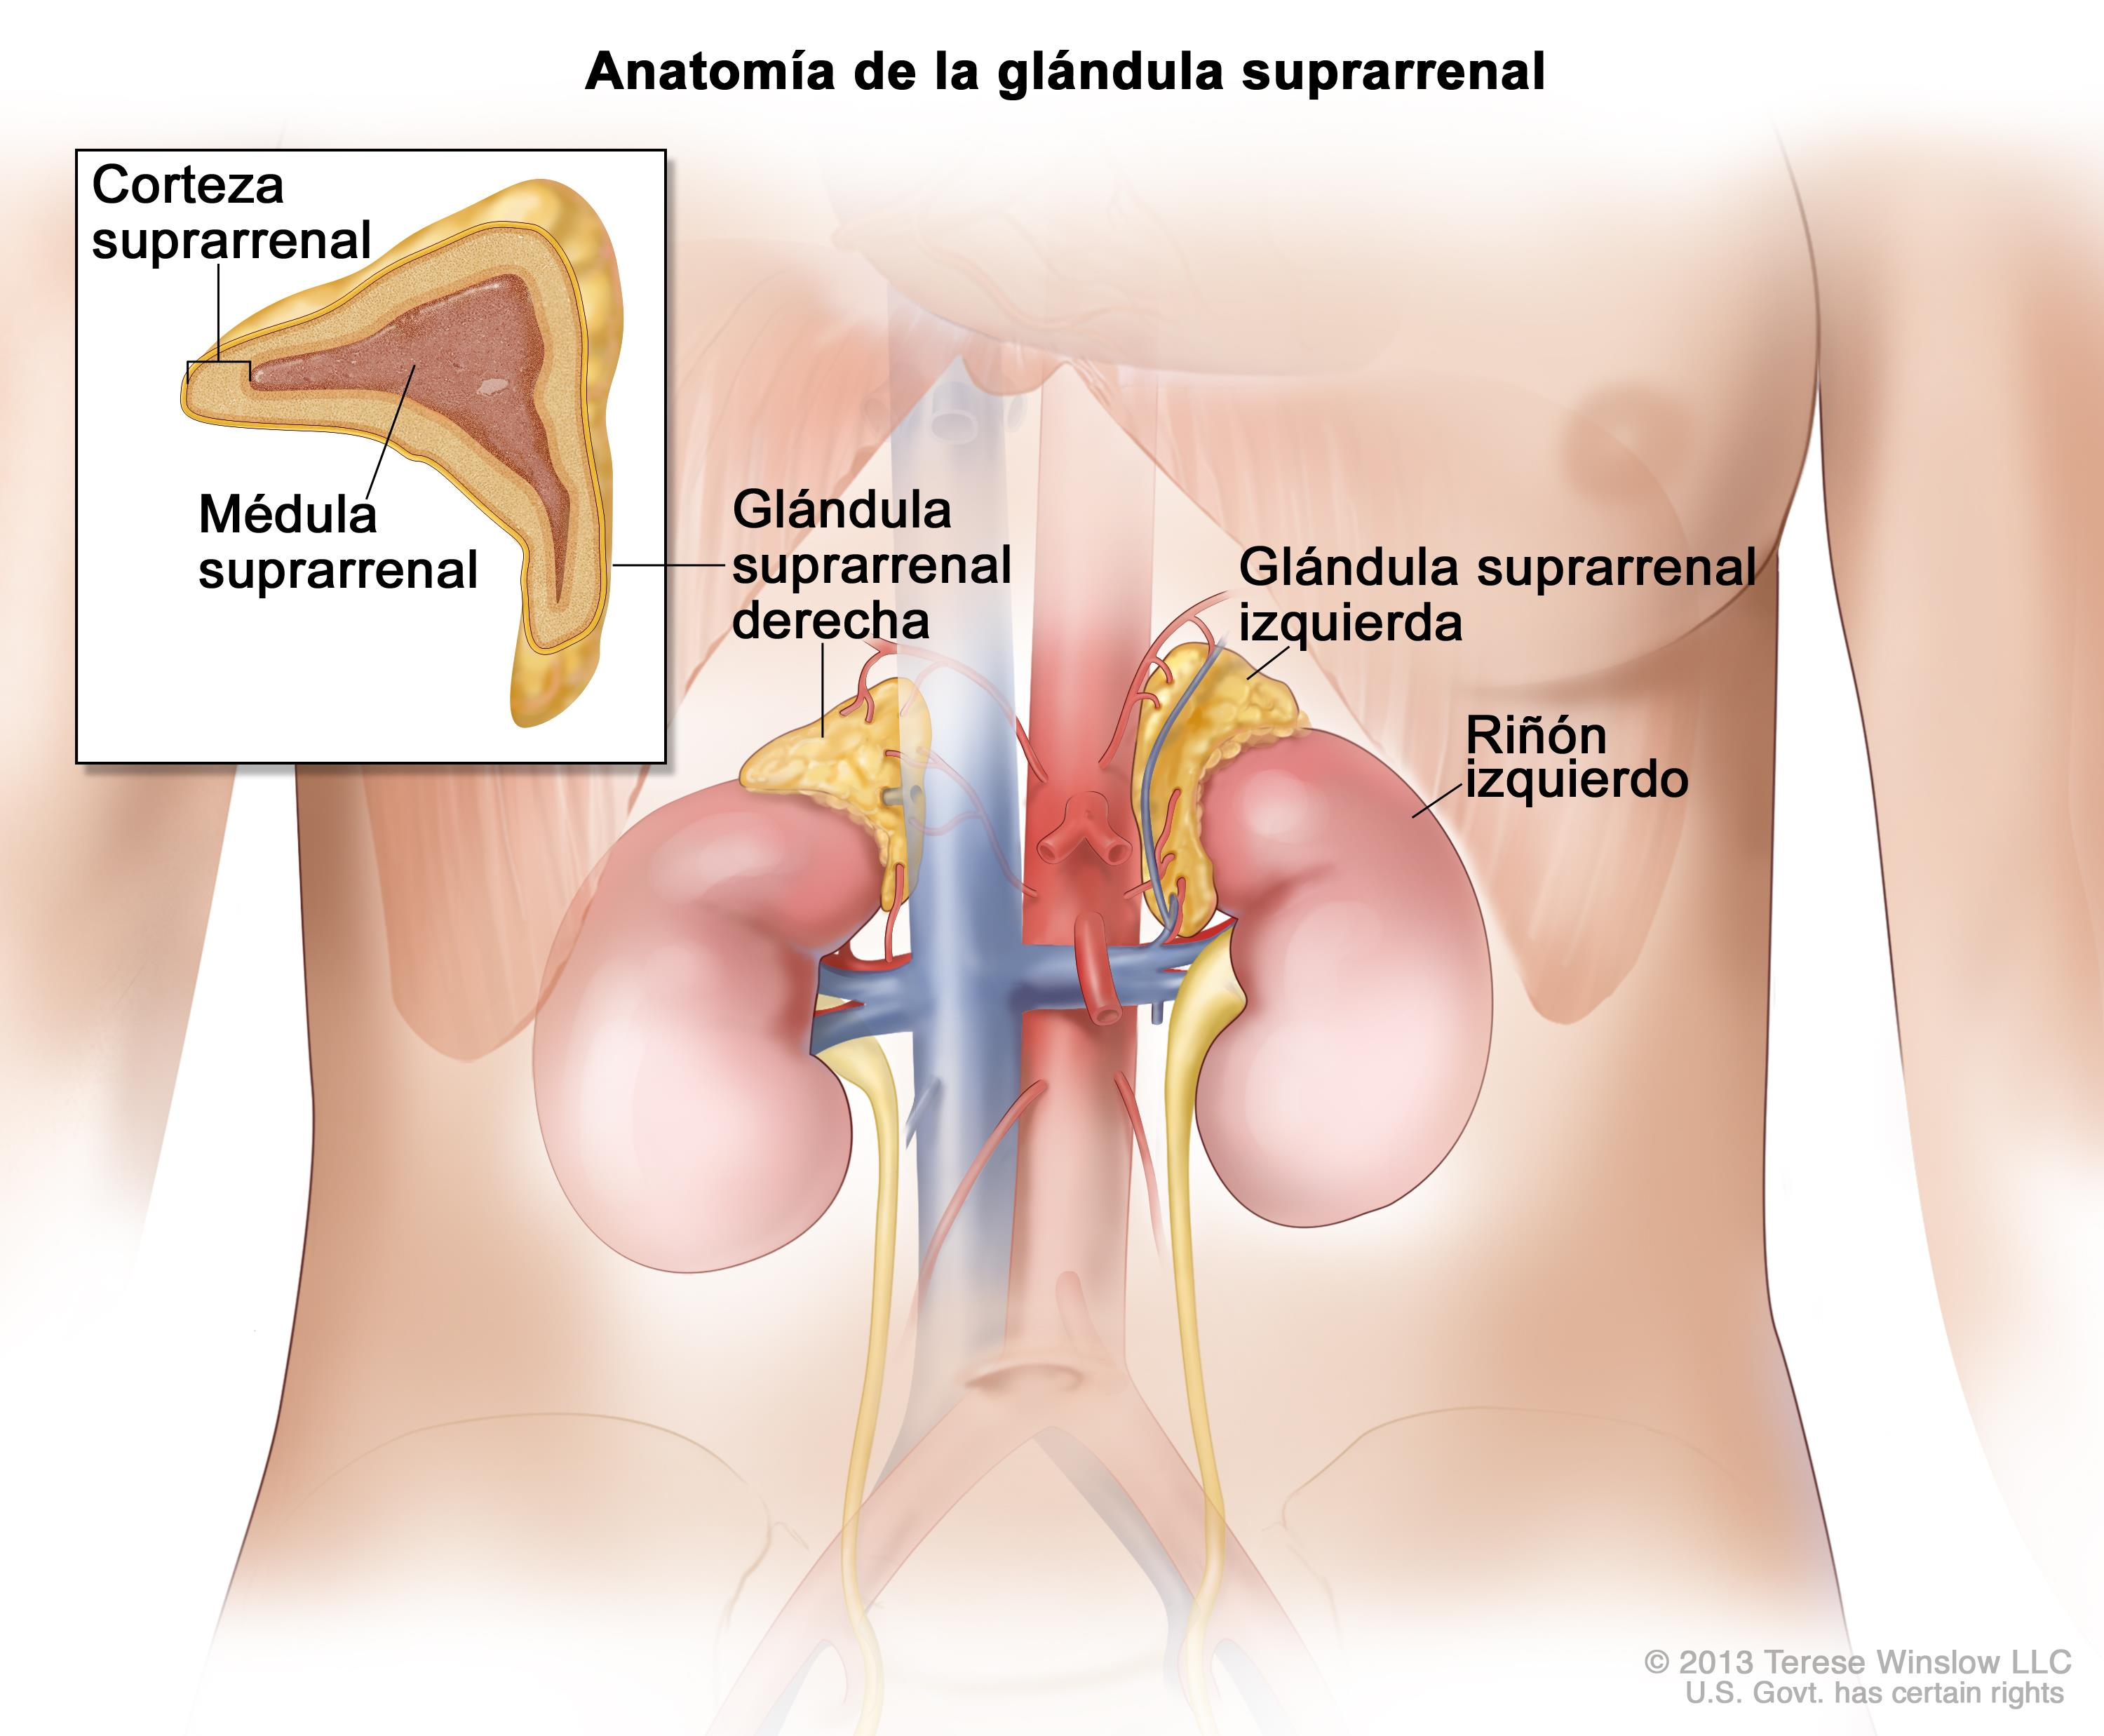 Anatomía de la glándula suprarrenal
Corteza
suprarrenal
Médula
suprarrenal
Glándula
suprarrenal
derecha
Glándula suprarrenal
izquierda
Riñón
izquierdo
© 2013 Terese Winslow LLC
U.S. Govt. has certain rights